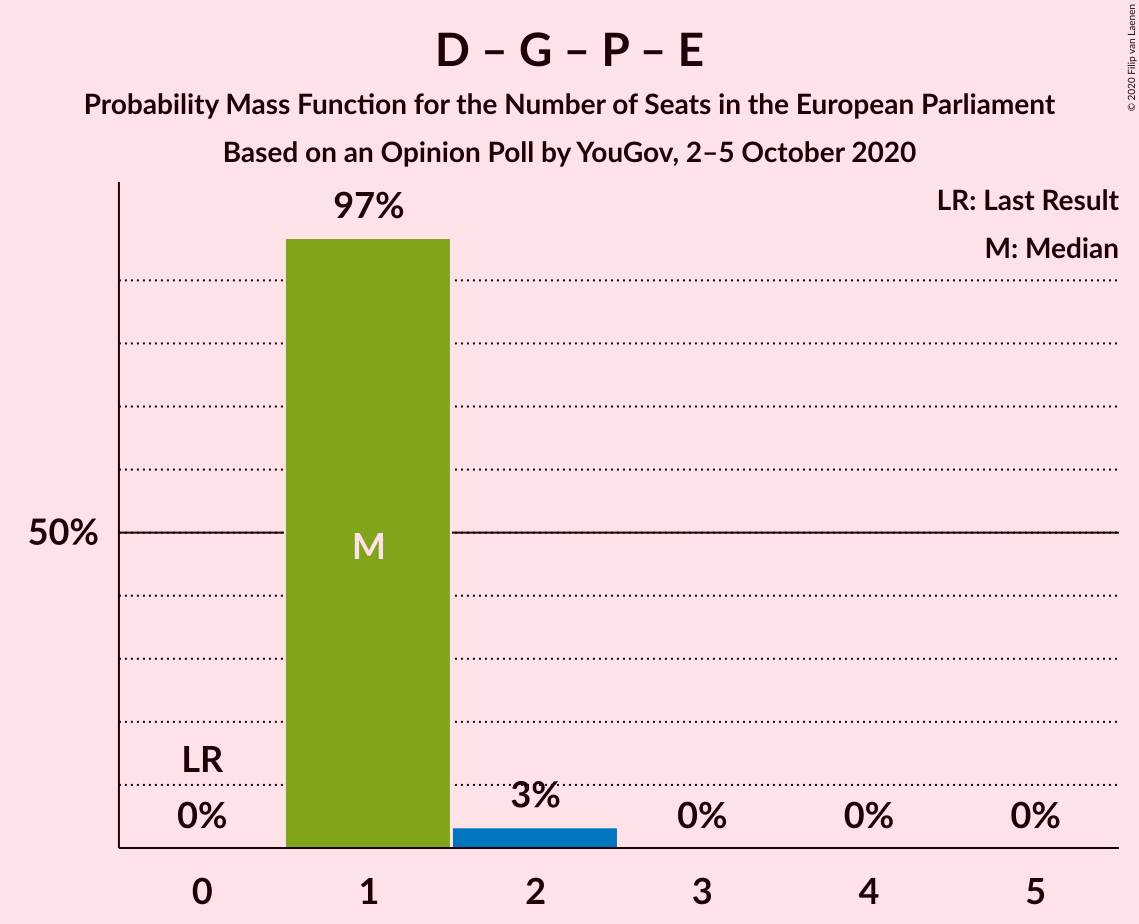 D – G – P – E
Probability Mass Function for the Number of Seats in the European Parliament
Based on an Opinion Poll by YouGov, 2–5 October 2020
© 2020 Filip van Laenen
LR: Last Result
M: Median
97%
50%
M
LR
0%
3%
0%
0%
0%
0
1
2
3
4
5